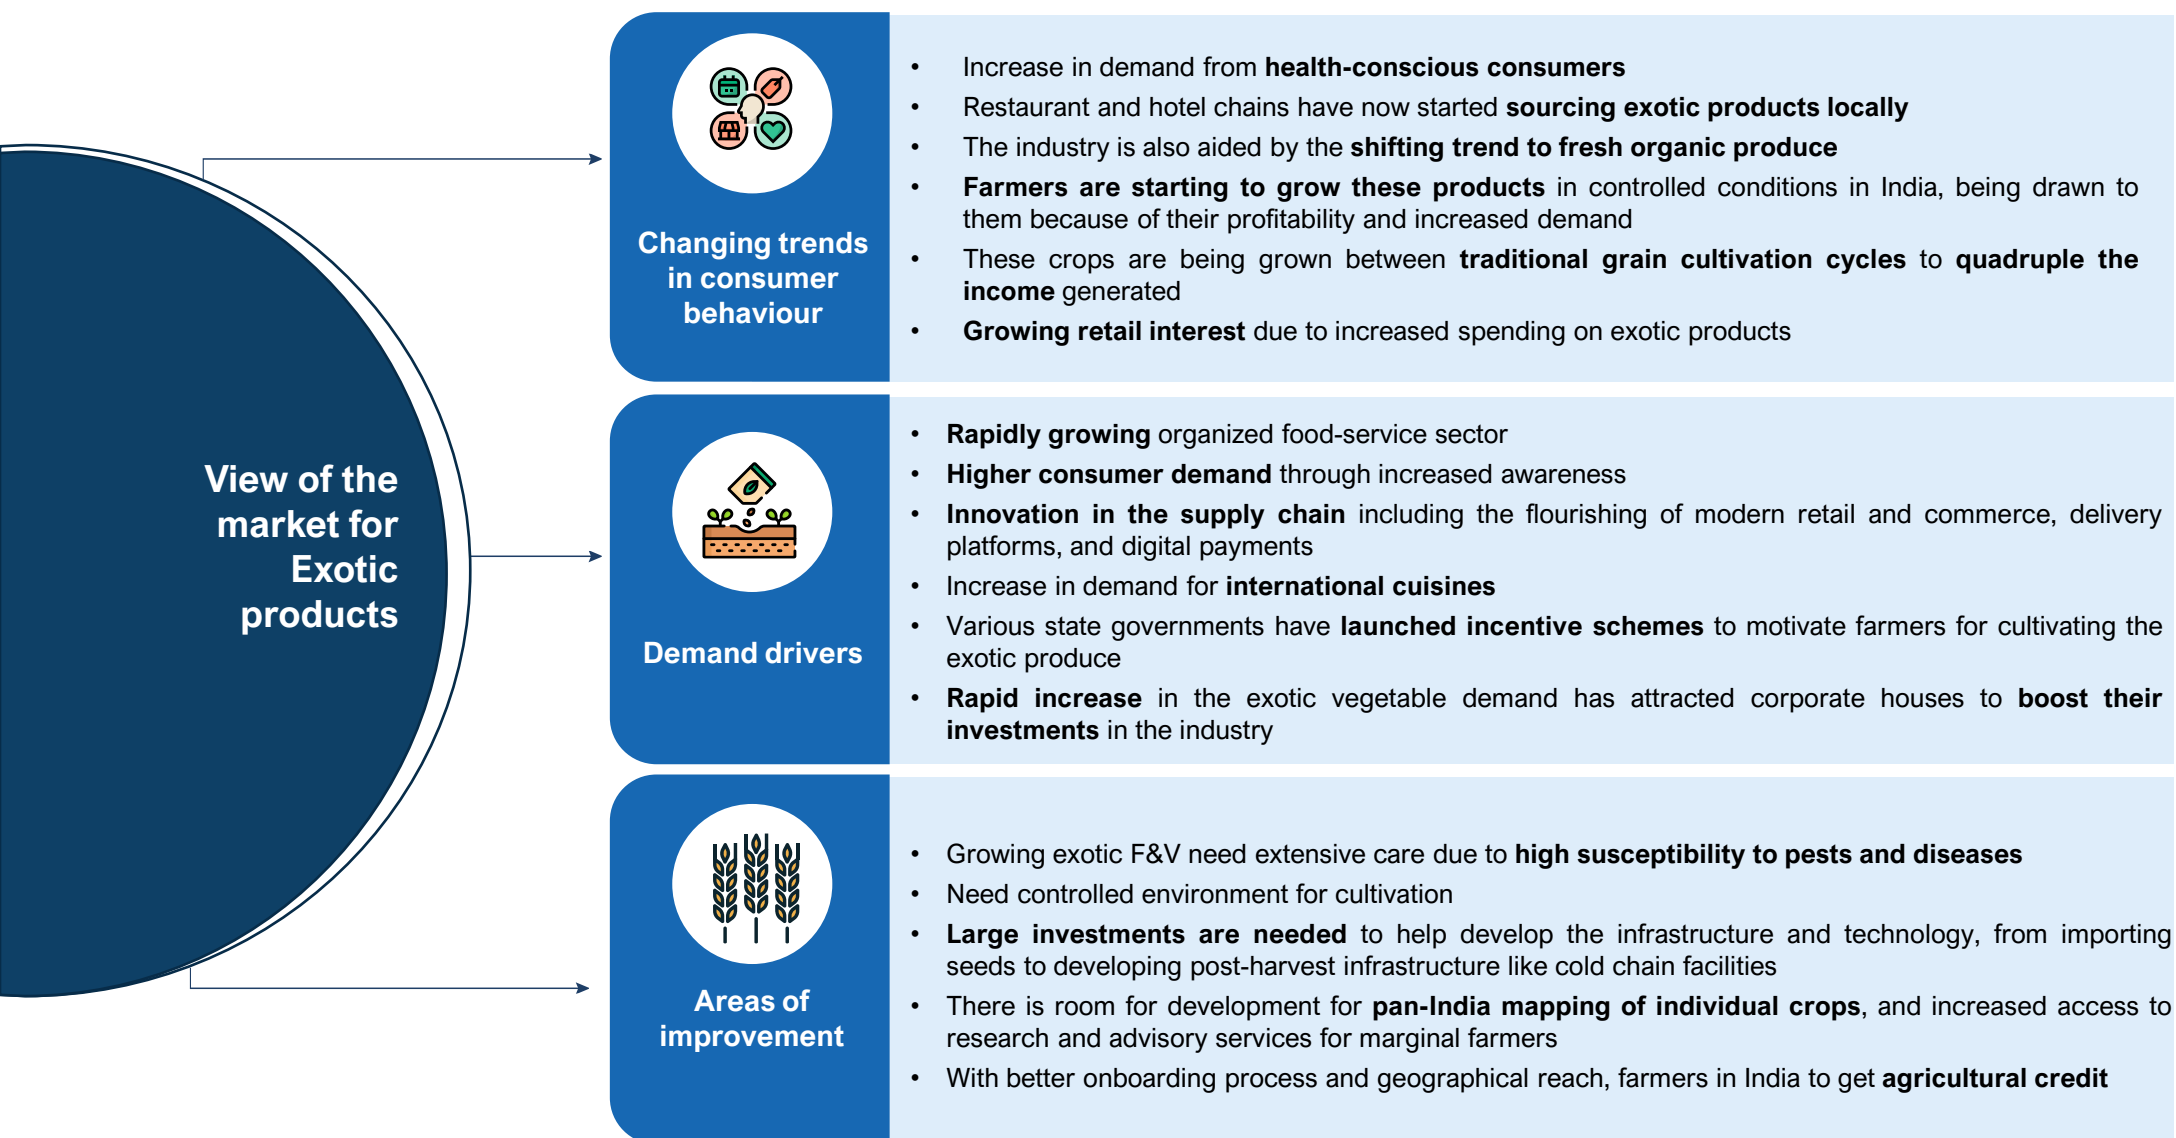 View of the
market for
Exotic
products
Changing trends
in consumer
behaviour
• Increase in demand from health-conscious consumers
• Restaurant and hotel chains have now started sourcing exotic products locally
• The industry is also aided by the shifting trend to fresh organic produce
• Farmers are starting to grow these products in controlled conditions in India, being drawn to
them because of their profitability and increased demand
• These crops are being grown between traditional grain cultivation cycles to quadruple the
income generated
• Growing retail interest due to increased spending on exotic products
Demand drivers
• Rapidly growing organized food-service sector
• Higher consumer demand through increased awareness
• Innovation in the supply chain including the flourishing of modern retail and commerce, delivery
platforms, and digital payments
• Increase in demand for international cuisines
• Various state governments have launched incentive schemes to motivate farmers for cultivating the
exotic produce
• Rapid increase in the exotic vegetable demand has attracted corporate houses to boost their
investments in the industry
Areas of
improvement
• Growing exotic F&V need extensive care due to high susceptibility to pests and diseases
• Need controlled environment for cultivation
• Large investments are needed to help develop the infrastructure and technology, from importing
seeds to developing post-harvest infrastructure like cold chain facilities
• There is room for development for pan-India mapping of individual crops, and increased access to
research and advisory services for marginal farmers
• With better onboarding process and geographical reach, farmers in India to get agricultural credit